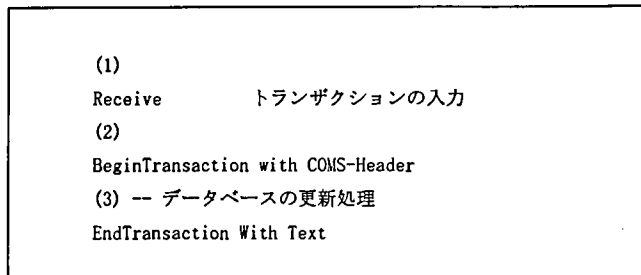 (1)
Receive トランザクションの入力
(2)
BeginTransaction with COMS-Header
(3) -- データベースの更新処理
EndTransaction With Text